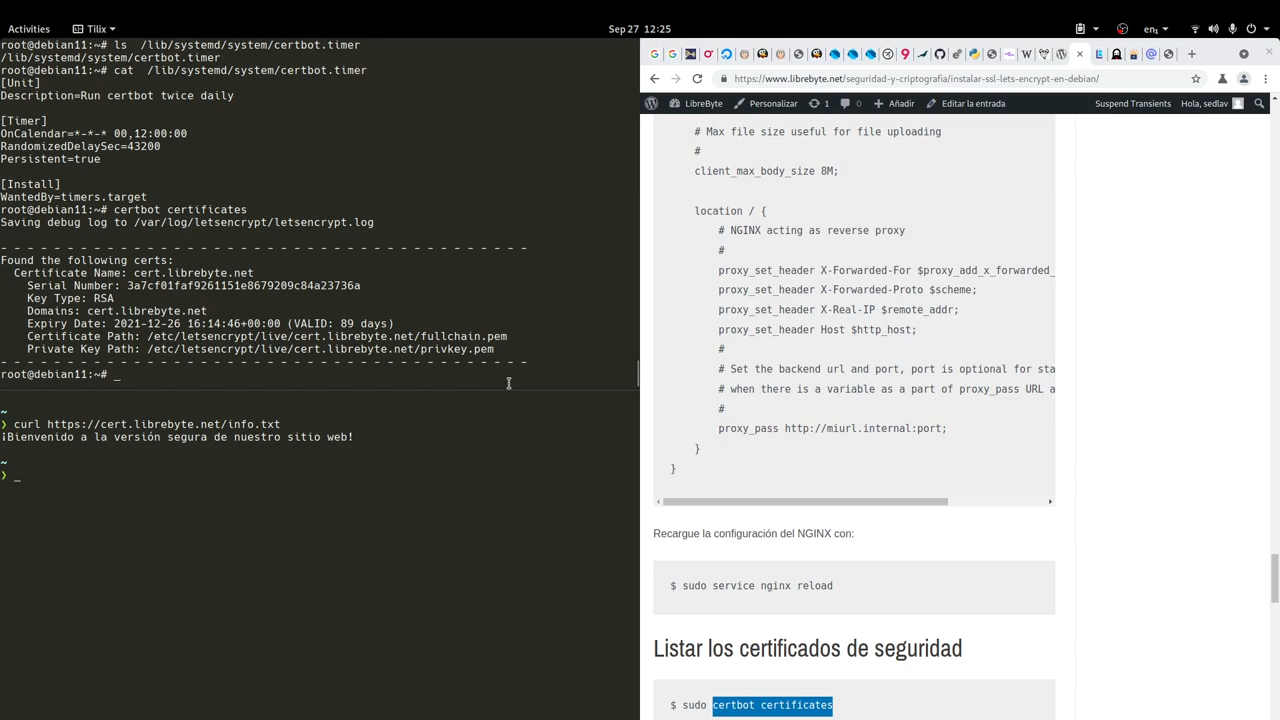 Activities
Tilix
Sep 27 12:25
en₁
root@debian11:~# ls  /lib/systemd/system/certbot.timer
/lib/systemd/system/certbot.timer
root@debian11:~# cat  /lib/systemd/system/certbot.timer
[Unit]
Description=Run certbot twice daily

[Timer]
OnCalendar=*-*-* 00,12:00:00
RandomizedDelaySec=43200
Persistent=true

[Install]
WantedBy=timers.target
root@debian11:~# certbot certificates
Saving debug log to /var/log/letsencrypt/letsencrypt.log

- - - - - - - - - - - - - - - - - - - - - - - - - - - - - - - - - - - - - - - -
Found the following certs:
  Certificate Name: cert.librebyte.net
    Serial Number: 3a7cf01faf9261151e8679209c84a23736a
    Key Type: RSA
    Domains: cert.librebyte.net
    Expiry Date: 2021-12-26 16:14:46+00:00 (VALID: 89 days)
    Certificate Path: /etc/letsencrypt/live/cert.librebyte.net/fullchain.pem
    Private Key Path: /etc/letsencrypt/live/cert.librebyte.net/privkey.pem
- - - - - - - - - - - - - - - - - - - - - - - - - - - - - - - - - - - - - - - -
root@debian11:~# _
~
❯ curl https://cert.librebyte.net/info.txt
¡Bienvenido a la versión segura de nuestro sitio web!

~
❯ _
https://www.librebyte.net/seguridad-y-criptografia/instalar-ssl-lets-encrypt-en-debian/
LibreByte
Personalizar
1
0
Añadir
Editar la entrada
Suspend Transients
Hola, sedlav
# Max file size useful for file uploading
#
client_max_body_size 8M;

location / {
# NGINX acting as reverse proxy
#
proxy_set_header X-Forwarded-For $proxy_add_x_forwarded_
proxy_set_header X-Forwarded-Proto $scheme;
proxy_set_header X-Real-IP $remote_addr;
proxy_set_header Host $http_host;
#
# Set the backend url and port, port is optional for sta
# when there is a variable as a part of proxy_pass URL a
#
proxy_pass http://miurl.internal:port;
}
}
Recargue la configuración del NGINX con:
$ sudo service nginx reload
Listar los certificados de seguridad
$ sudo certbot certificates